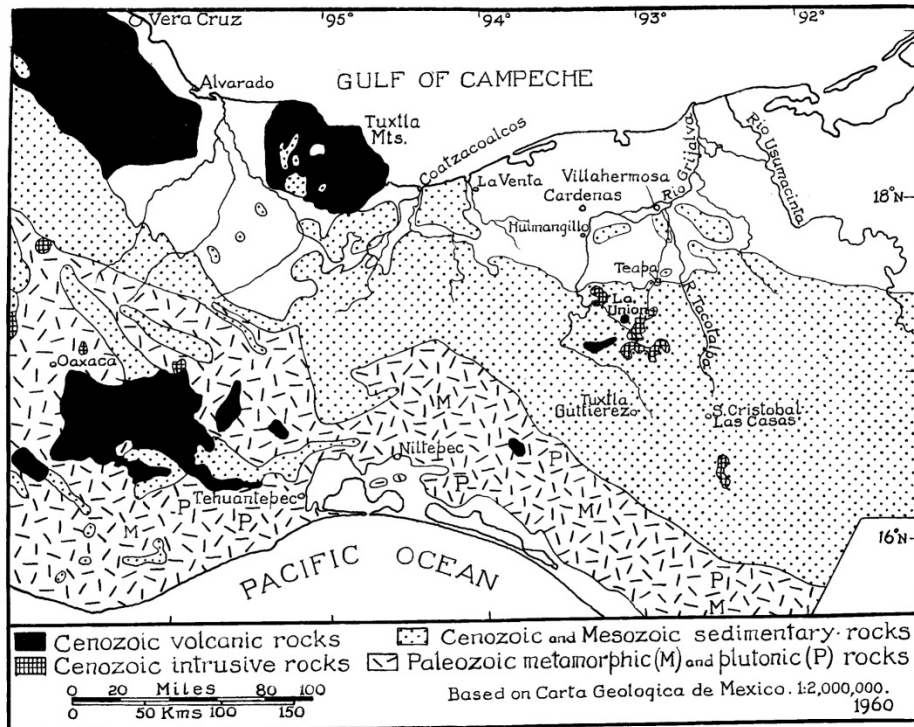 Vera Cruz
95°
94°
93°
92°
Alvarado
GULF OF CAMPECHE
Tuxtla
Mts.
Coatzacoalcos
La Venta
Villahermosa
Cardenas
Rio Grijalva
Rio Usumacinta
18°N
Huimangillo
Teapa
La.
Union
R. Tacotalpa
Oaxaca
Tuxtla
Guttierez
S. Cristobal
Las Casas
M
Niltepec
P
P
Tehuantepec
P
P
M
M
16°N
PACIFIC OCEAN
P
M
Cenozoic volcanic rocks
Cenozoic and Mesozoic sedimentary rocks
Cenozoic intrusive rocks
Paleozoic metamorphic (M) and plutonic (P) rocks
0 20 Miles 80 100
0 50 Kms 100 150
Based on Carta Geologica de Mexico. 1:2,000,000.
1960